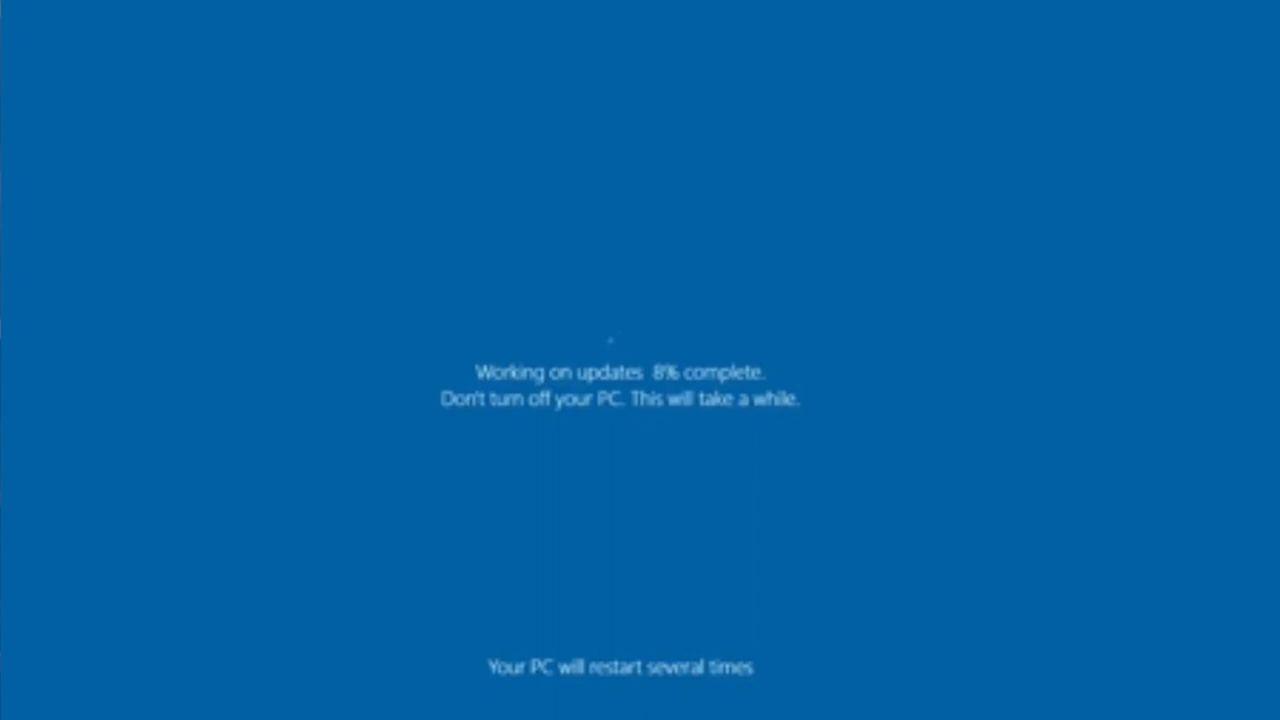 Working on updates 8% complete.
Don't turn off your PC. This will take a while.
Your PC will restart several times